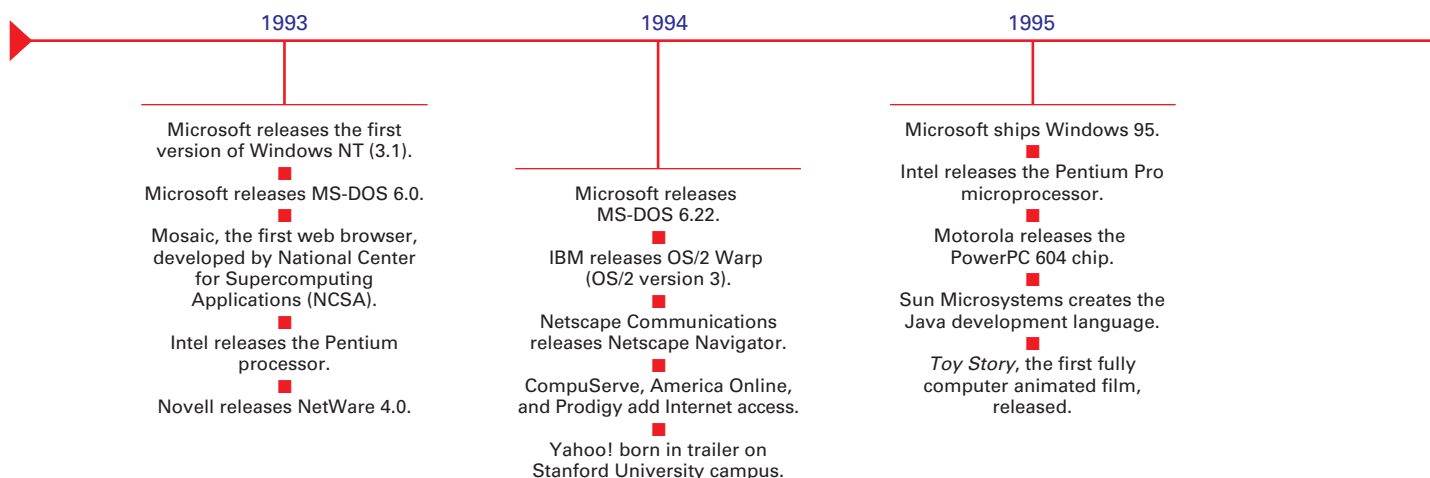 1993
Microsoft releases the first
version of Windows NT (3.1).
Microsoft releases MS-DOS 6.0.
Mosaic, the first web browser,
developed by National Center
for Supercomputing
Applications (NCSA).
Intel releases the Pentium
processor.
Novell releases NetWare 4.0.
1994
Microsoft releases
MS-DOS 6.22.
IBM releases OS/2 Warp
(OS/2 version 3).
Netscape Communications
releases Netscape Navigator.
CompuServe, America Online,
and Prodigy add Internet access.
Yahoo! born in trailer on
Stanford University campus.
1995
Microsoft ships Windows 95.
Intel releases the Pentium Pro
microprocessor.
Motorola releases the
PowerPC 604 chip.
Sun Microsystems creates the
Java development language.
Toy Story, the first fully
computer animated film,
released.